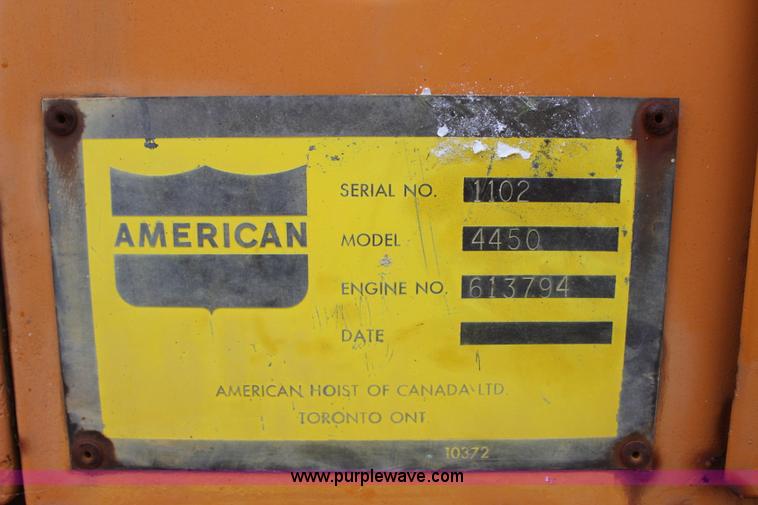 AMERICAN
SERIAL NO. 1102
MODEL 4450
ENGINE NO. 613794
DATE
AMERICAN HOIST OF CANADA LTD.
TORONTO ONT.
10372
www.purplewave.com